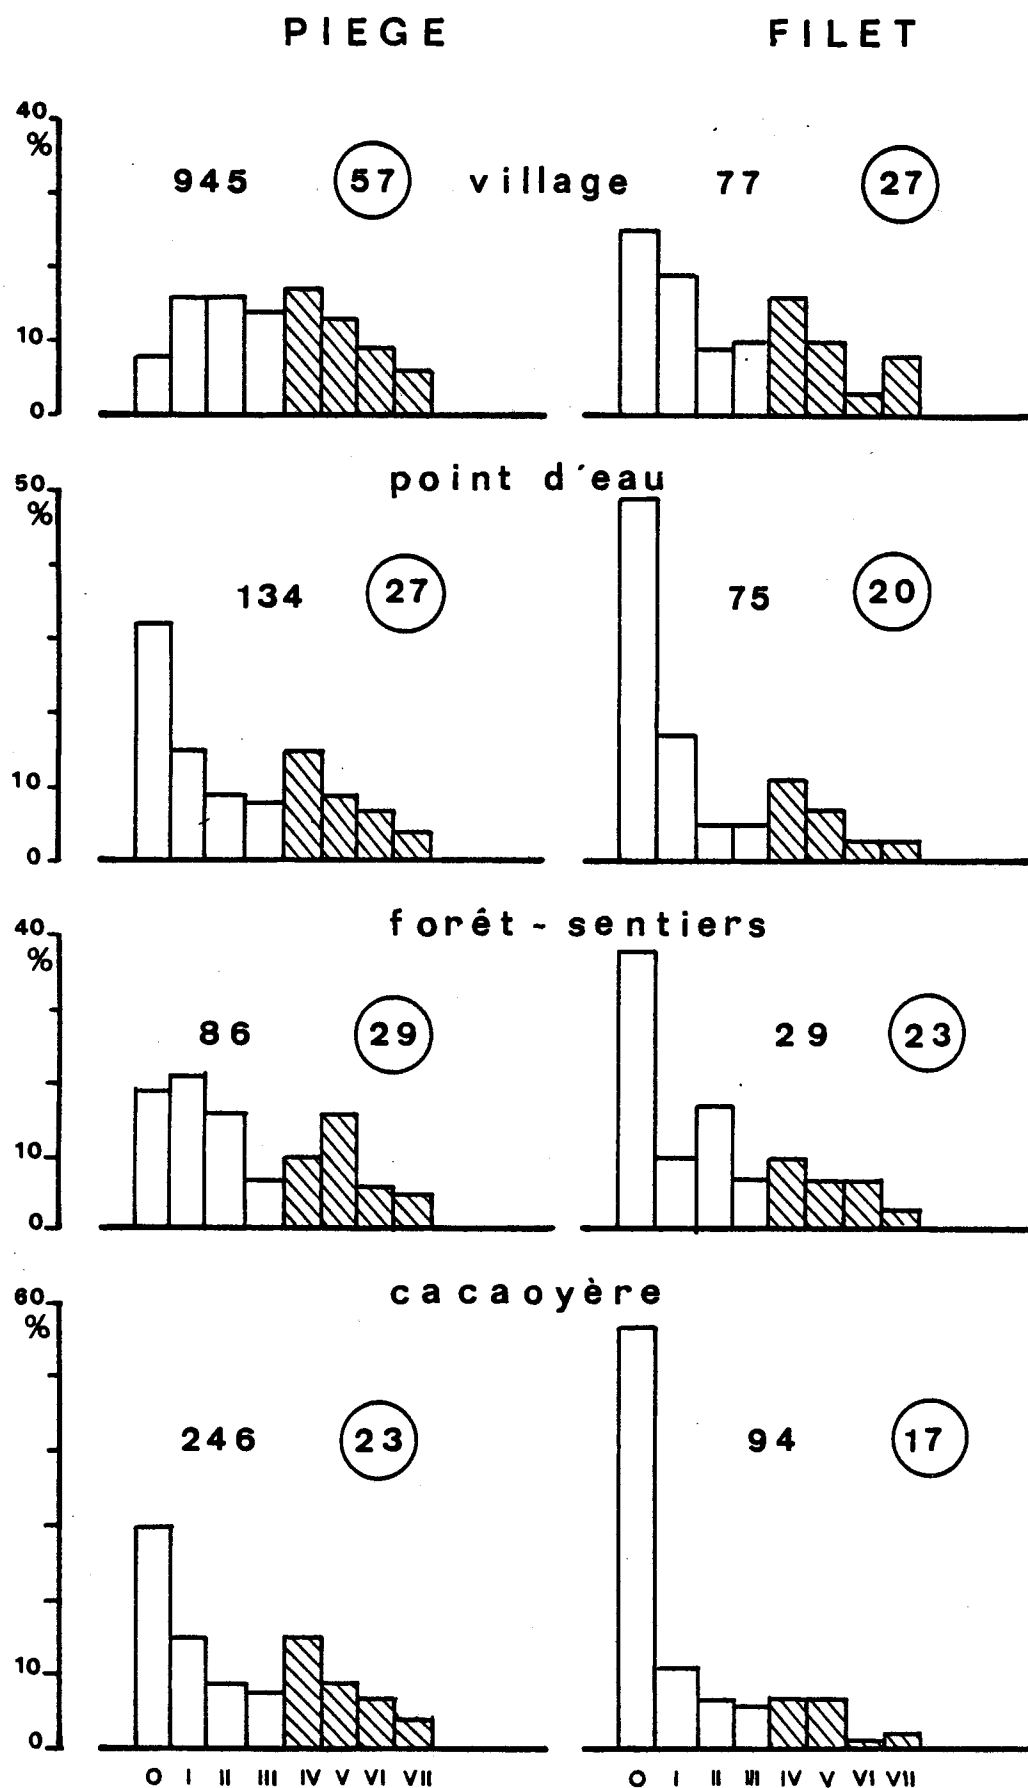 PIEGE FILET
40
%
945 57 village 77 27
10
0
point d'eau
50
%
134 27 75 20
10
0
forêt - sentiers
40
%
86 29 29 23
10
0
cacaoyère
60
%
246 23 94 17
10
0
O I II III IV V VI VII O I II III IV V VI VII